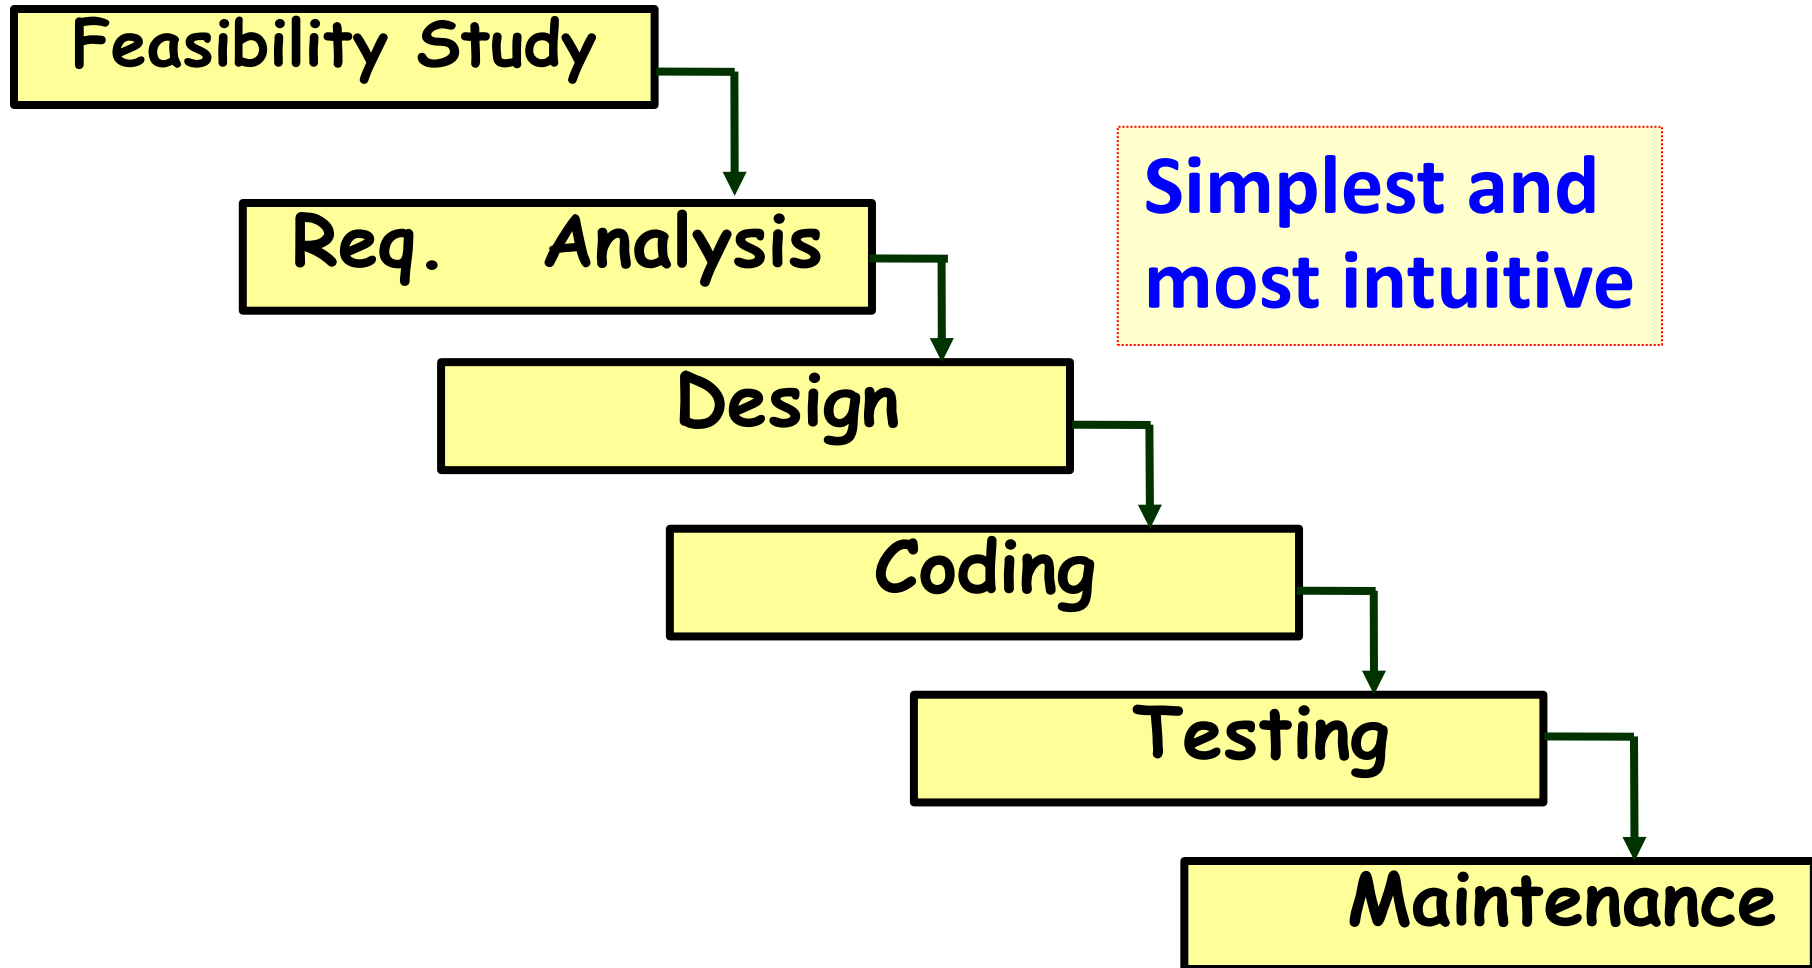 Feasibility Study
Simplest and
most intuitive
Req. Analysis
Design
Coding
Testing
Maintenance